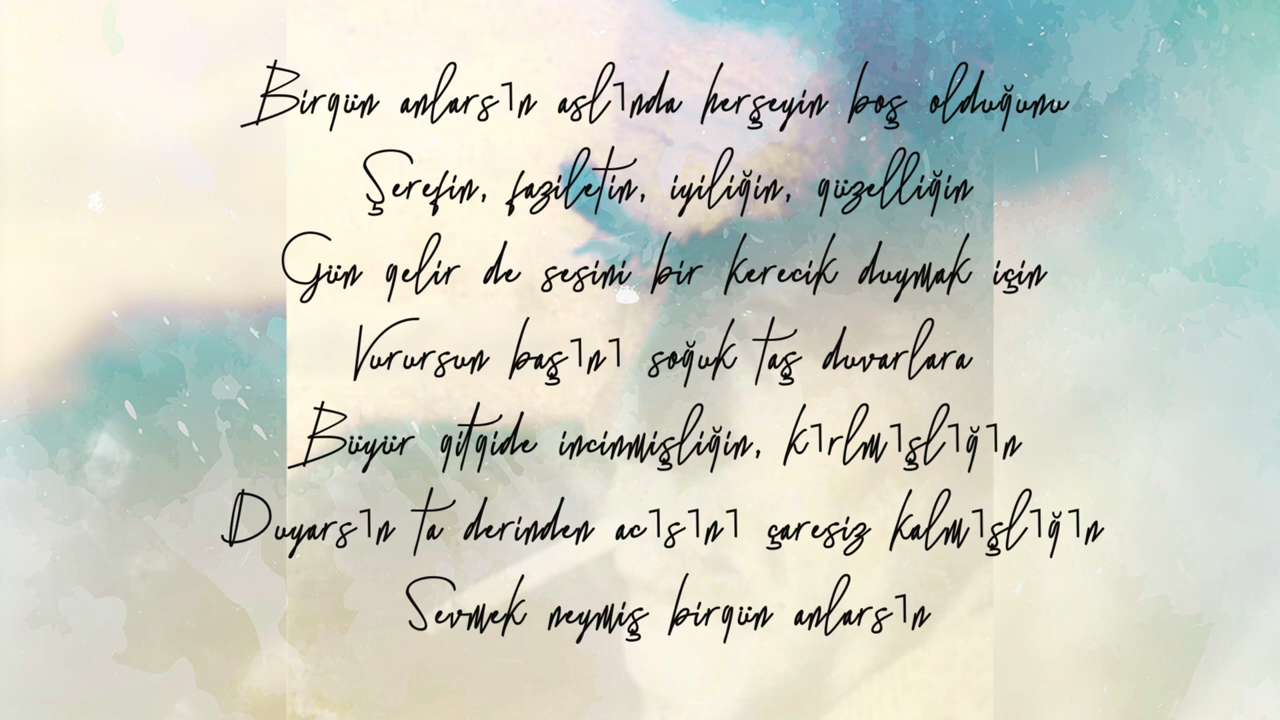 Birgün anlarsın aslında herşeyin boş olduğunu
Şerefin, faziletin, iyiliğin, güzelliğin
Gün gelir de sesini bir kerecik duymak için
Vurursun başını soğuk taş duvarlara
Büyür gitgide incinmişliğin, kırlmışlığın
Duyarsın ta derinden acısını çaresiz kalmışlığın
Sevmek neymiş birgün anlarsın